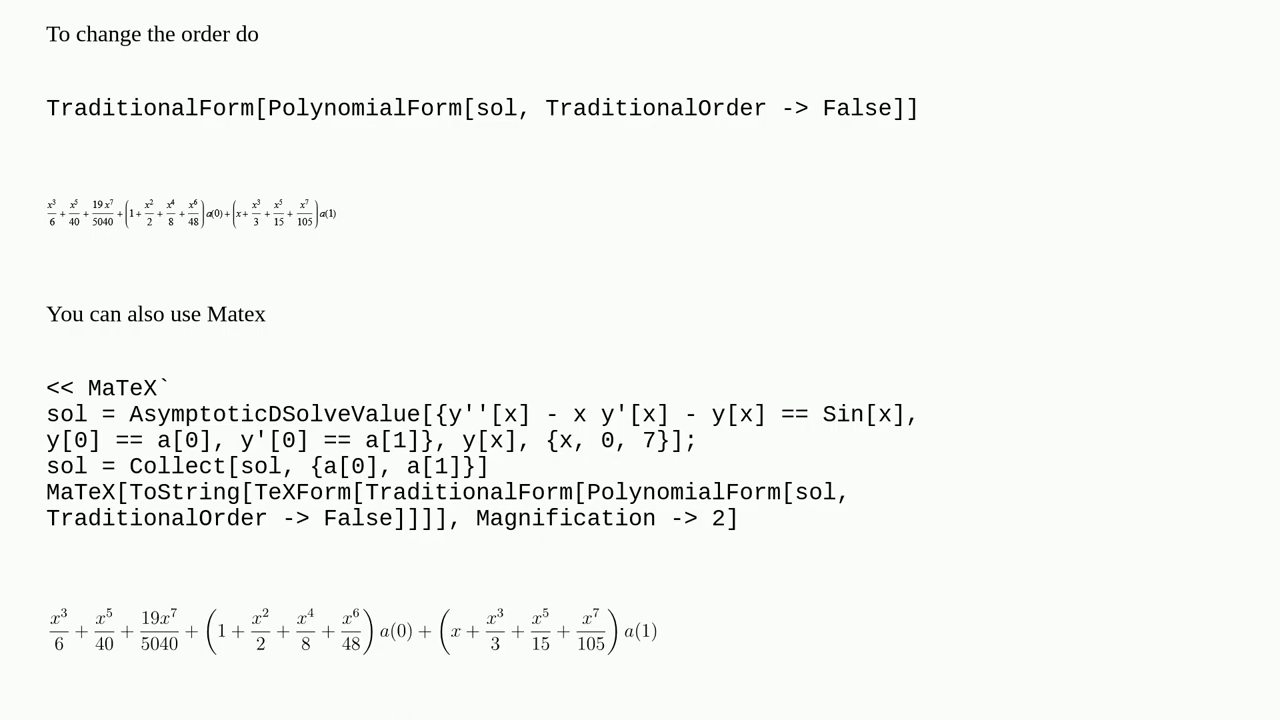 To change the order do
TraditionalForm[PolynomialForm[sol, TraditionalOrder -> False]]
x^3/6 + x^5/40 + 19 x^7/5040 + (1 + x^2/2 + x^4/8 + x^6/48) a(0) + (x + x^3/3 + x^5/15 + x^7/105) a(1)
You can also use Matex
<< MaTeX`
sol = AsymptoticDSolveValue[{y''[x] - x y'[x] - y[x] == Sin[x],
y[0] == a[0], y'[0] == a[1]}, y[x], {x, 0, 7}];
sol = Collect[sol, {a[0], a[1]}]
MaTeX[ToString[TeXForm[TraditionalForm[PolynomialForm[sol,
TraditionalOrder -> False]]]], Magnification -> 2]
x^3/6 + x^5/40 + 19x^7/5040 + (1 + x^2/2 + x^4/8 + x^6/48) a(0) + (x + x^3/3 + x^5/15 + x^7/105) a(1)